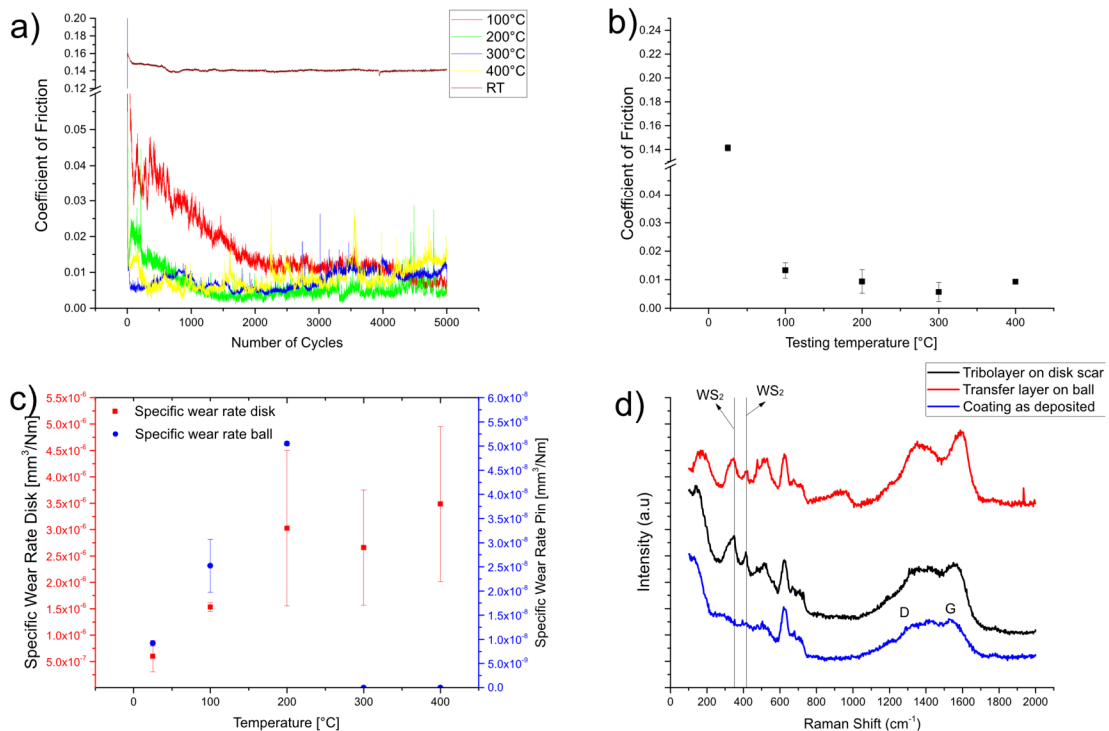 a)
0.20
0.18
0.16
0.14
0.12
0.05
0.04
0.03
0.02
0.01
0.00
Coefficient of Friction
0
1000
2000
3000
4000
5000
Number of Cycles
100°C
200°C
300°C
400°C
RT
b)
0.24
0.22
0.20
0.18
0.16
0.14
0.04
0.03
0.02
0.01
0.00
Coefficient of Friction
0
100
200
300
400
Testing temperature [°C]
c)
5.5x10⁻⁶
5.0x10⁻⁶
4.5x10⁻⁶
4.0x10⁻⁶
3.5x10⁻⁶
3.0x10⁻⁶
2.5x10⁻⁶
2.0x10⁻⁶
1.5x10⁻⁶
1.0x10⁻⁶
5.0x10⁻⁷
Specific Wear Rate Disk [mm³/Nm]
Specific wear rate disk
Specific wear rate ball
0
100
200
300
400
Temperature [°C]
6.0x10⁻⁸
5.5x10⁻⁸
5.0x10⁻⁸
4.5x10⁻⁸
4.0x10⁻⁸
3.5x10⁻⁸
3.0x10⁻⁸
2.5x10⁻⁸
2.0x10⁻⁸
1.5x10⁻⁸
1.0x10⁻⁸
5.0x10⁻⁹
0.0
Specific Wear Rate Pin [mm³/Nm]
d)
Tribolayer on disk scar
Transfer layer on ball
Coating as deposited
WS₂
WS₂
D
G
Intensity (a.u)
0
200
400
600
800
1000
1200
1400
1600
1800
2000
Raman Shift (cm⁻¹)